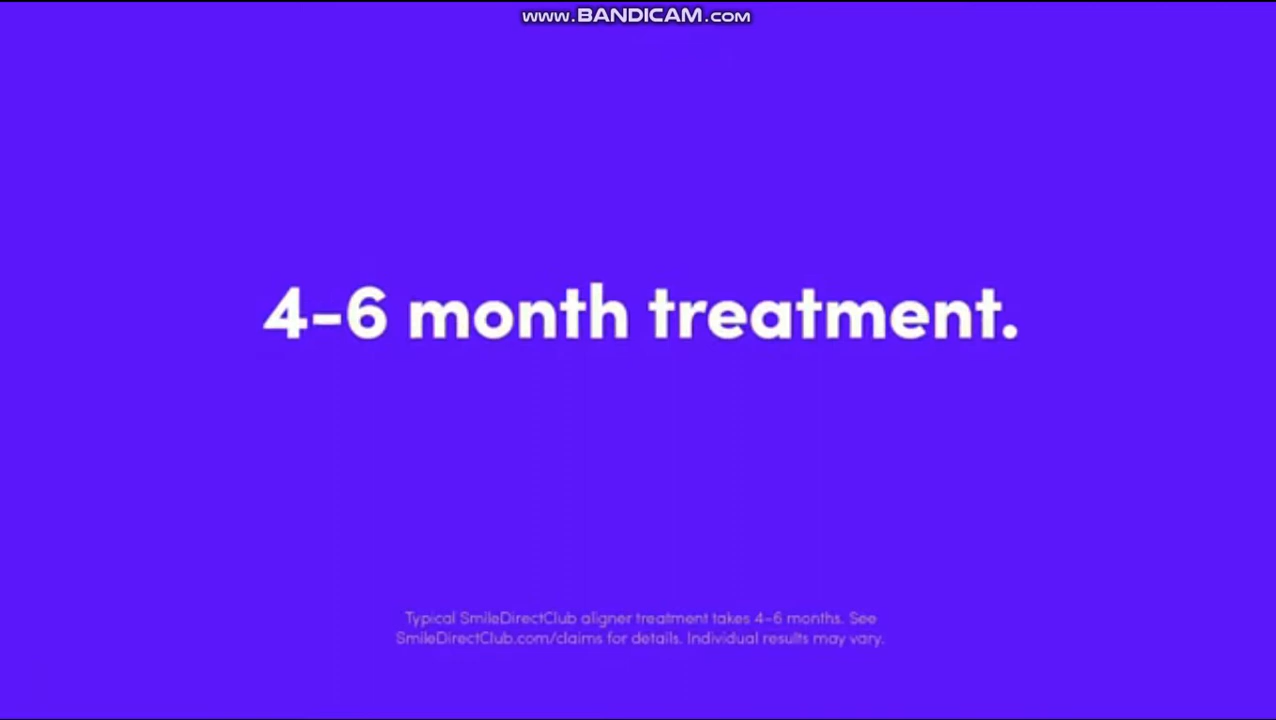 www.BANDICAM.com
4-6 month treatment.
Typical SmileDirectClub aligner treatment takes 4-6 months. See
SmileDirectClub.com/claims for details. Individual results may vary.